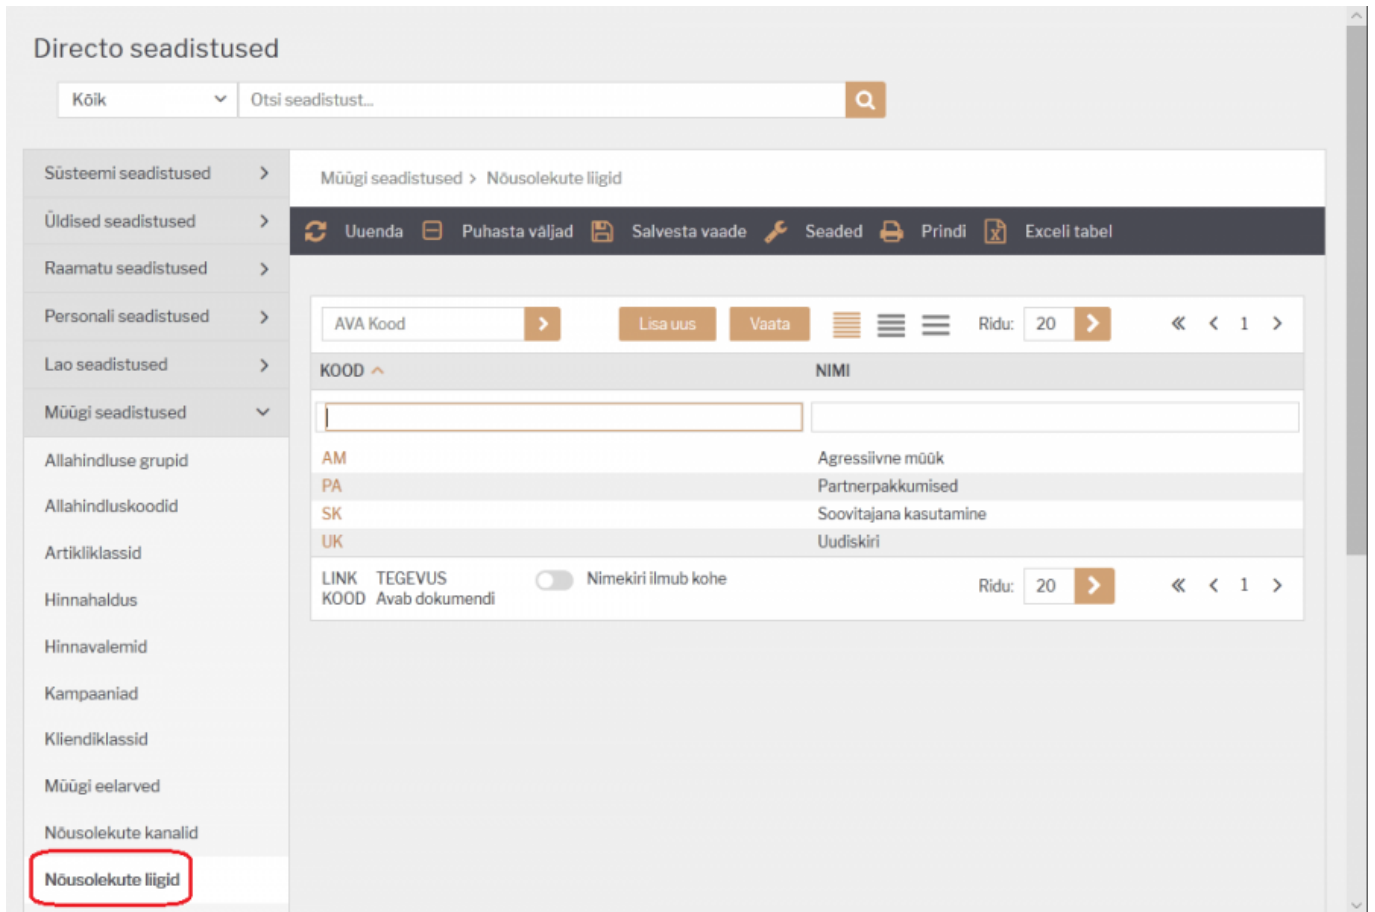 Directo seadistused
Kõik Otsi seadistust...
Süsteemi seadistused
Üldised seadistused
Raamatu seadistused
Personali seadistused
Lao seadistused
Müügi seadistused
Allahindluse grupid
Allahindluskoodid
Artikliklassid
Hinnahaldus
Hinnavalemid
Kampaaniad
Kliendiklassid
Müügi eelarved
Nõusolekute kanalid
Nõusolekute liigid
Müügi seadistused > Nõusolekute liigid
Uuenda Puhasta väljad Salvesta vaade Seaded Prindi Exceli tabel
AVA Kood Lisa uus Vaata Ridu: 20 1
KOOD NIMI
AM Agressiivne müük
PA Partnerpakkumised
SK Soovitajana kasutamine
UK Uudiskiri
LINK TEGEVUS Nimekiri ilmub kohe Ridu: 20 1
KOOD Avab dokumendi